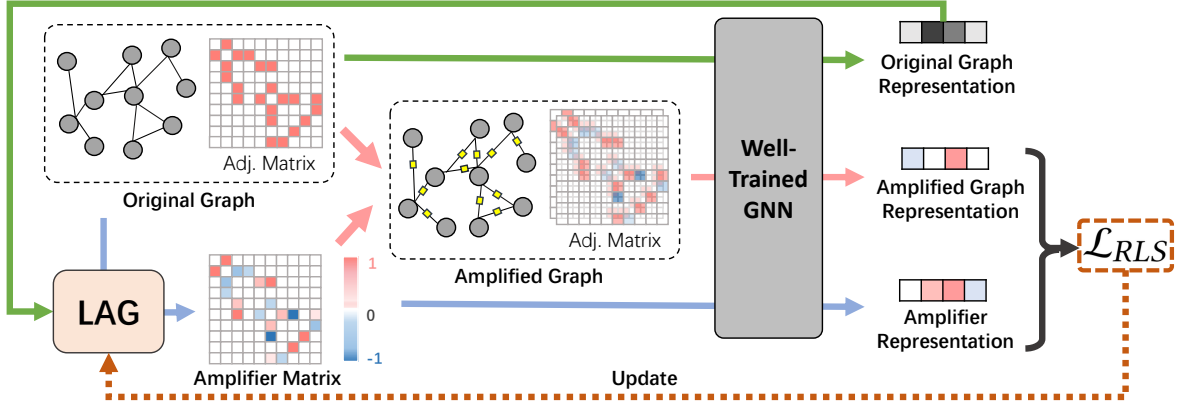 Adj. Matrix
Original Graph
LAG
1
0
-1
Amplifier Matrix
Adj. Matrix
Amplified Graph
Well-
Trained
GNN
Original Graph
Representation
Amplified Graph
Representation
Amplifier
Representation
ℒRLS
Update